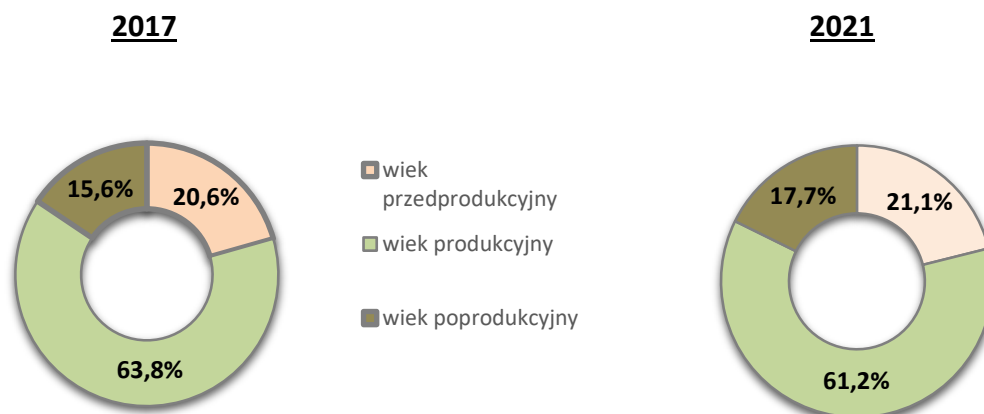 2017
2021
15,6%
20,6%
63,8%
wiek
przedprodukcyjny
wiek produkcyjny
wiek poprodukcyjny
17,7%
21,1%
61,2%